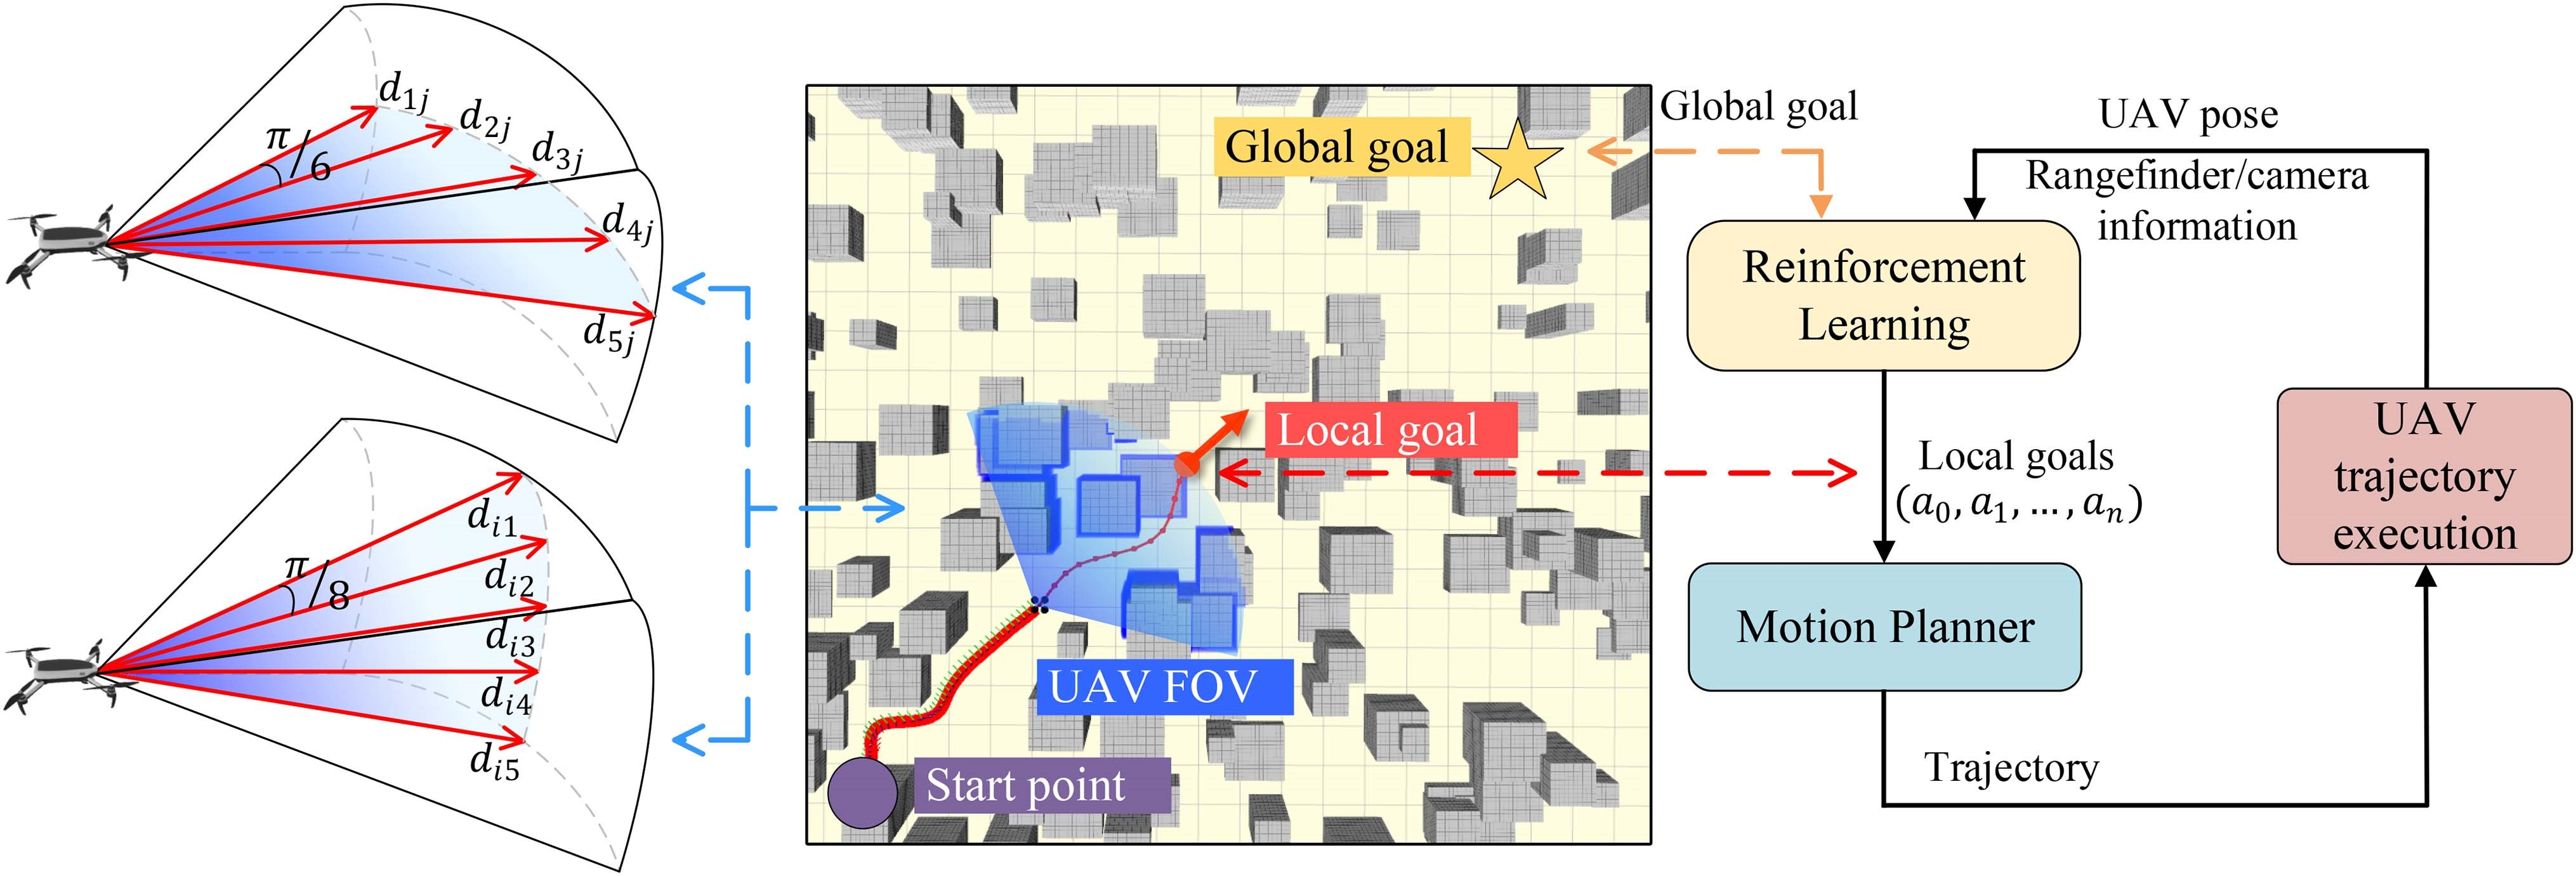 d1j
d2j
π/6
d3j
d4j
d5j
di1
π/8
di2
di3
di4
di5
Global goal
Local goal
UAV FOV
Start point
Global goal
UAV pose
Rangefinder/camera
information
Reinforcement
Learning
Local goals
(a0, a1, ..., an)
Motion Planner
Trajectory
UAV
trajectory
execution